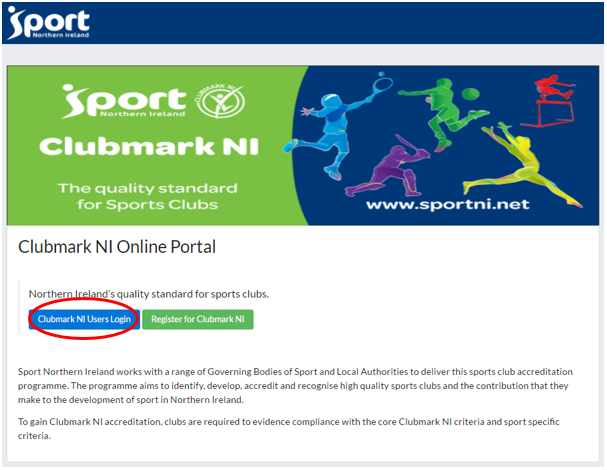 Sport
Northern Ireland
Sport
Northern Ireland
CLUBMARK NI
Clubmark NI
The quality standard
for Sports Clubs
www.sportni.net
Clubmark NI Online Portal
Northern Ireland's quality standard for sports clubs.
Clubmark NI Users Login
Register for Clubmark NI
Sport Northern Ireland works with a range of Governing Bodies of Sport and Local Authorities to deliver this sports club accreditation
programme. The programme aims to identify, develop, accredit and recognise high quality sports clubs and the contribution that they
make to the development of sport in Northern Ireland.
To gain Clubmark NI accreditation, clubs are required to evidence compliance with the core Clubmark NI criteria and sport specific
criteria.